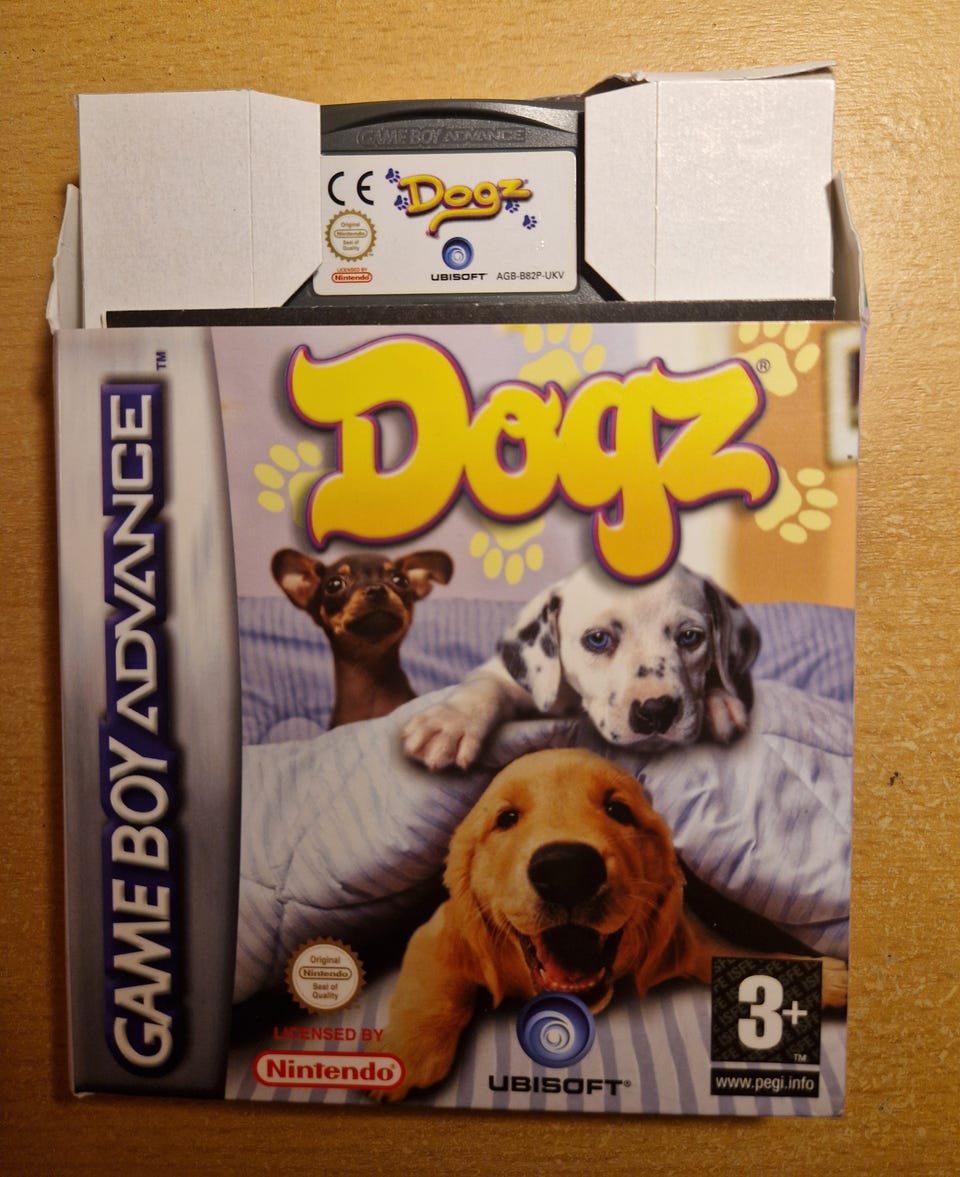 GAME BOY ADVANCE
CE
Dogz
Original
Nintendo
Seal of
Quality
LICENSED BY
Nintendo
UBISOFT
AGB-B82P-UKV
GAME BOY ADVANCE™
Dogz®
Original
Nintendo
Seal of
Quality
LICENSED BY
Nintendo®
UBISOFT®
3+
TM
www.pegi.info